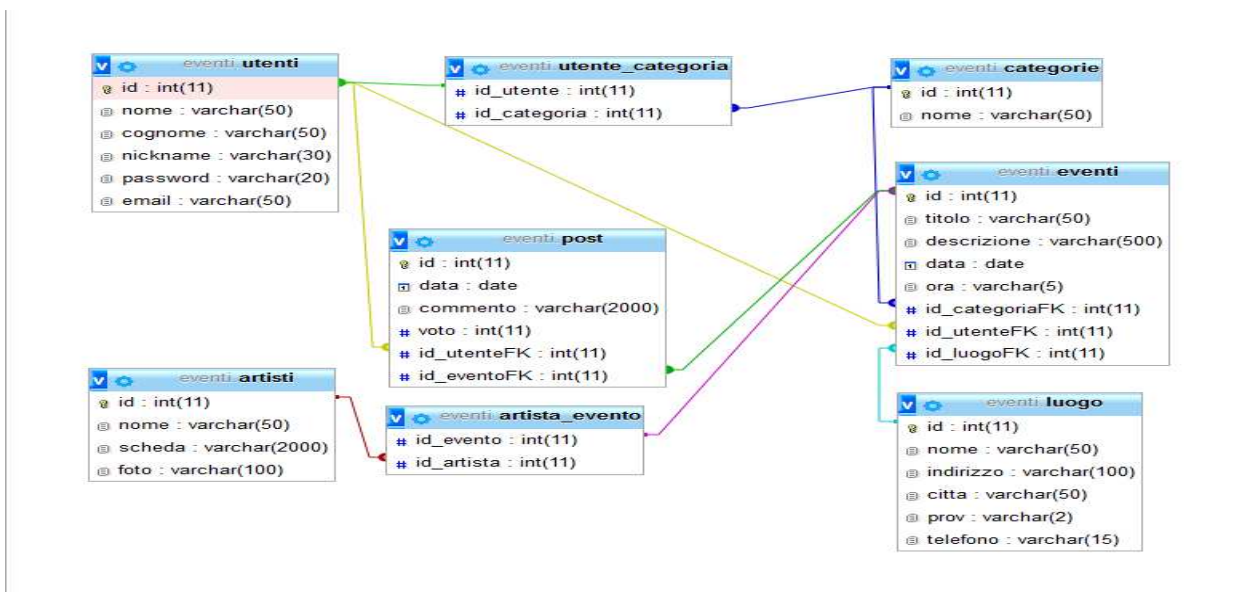 eventi.utenti
id : int(11)
nome : varchar(50)
cognome : varchar(50)
nickname : varchar(30)
password : varchar(20)
email : varchar(50)
eventi.utente_categoria
id_utente : int(11)
id_categoria : int(11)
eventi.categorie
id : int(11)
nome : varchar(50)
eventi.eventi
id : int(11)
titolo : varchar(50)
descrizione : varchar(500)
data : date
ora : varchar(5)
id_categoriaFK : int(11)
id_utenteFK : int(11)
id_luogoFK : int(11)
eventi.post
id : int(11)
data : date
commento : varchar(2000)
voto : int(11)
id_utenteFK : int(11)
id_eventoFK : int(11)
eventi.artisti
id : int(11)
nome : varchar(50)
scheda : varchar(2000)
foto : varchar(100)
eventi.artista_evento
id_evento : int(11)
id_artista : int(11)
eventi.luogo
id : int(11)
nome : varchar(50)
indirizzo : varchar(100)
citta : varchar(50)
prov : varchar(2)
telefono : varchar(15)